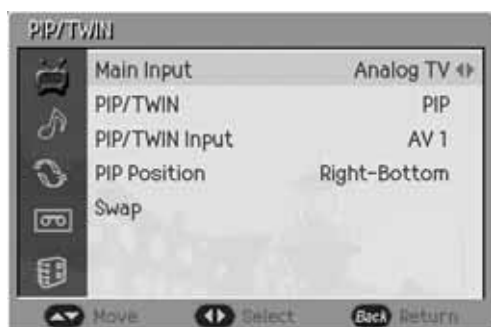 PIP/TWIN
Main Input Analog TV
PIP/TWIN PIP
PIP/TWIN Input AV 1
PIP Position Right-Bottom
Swap
Move Select Back Return